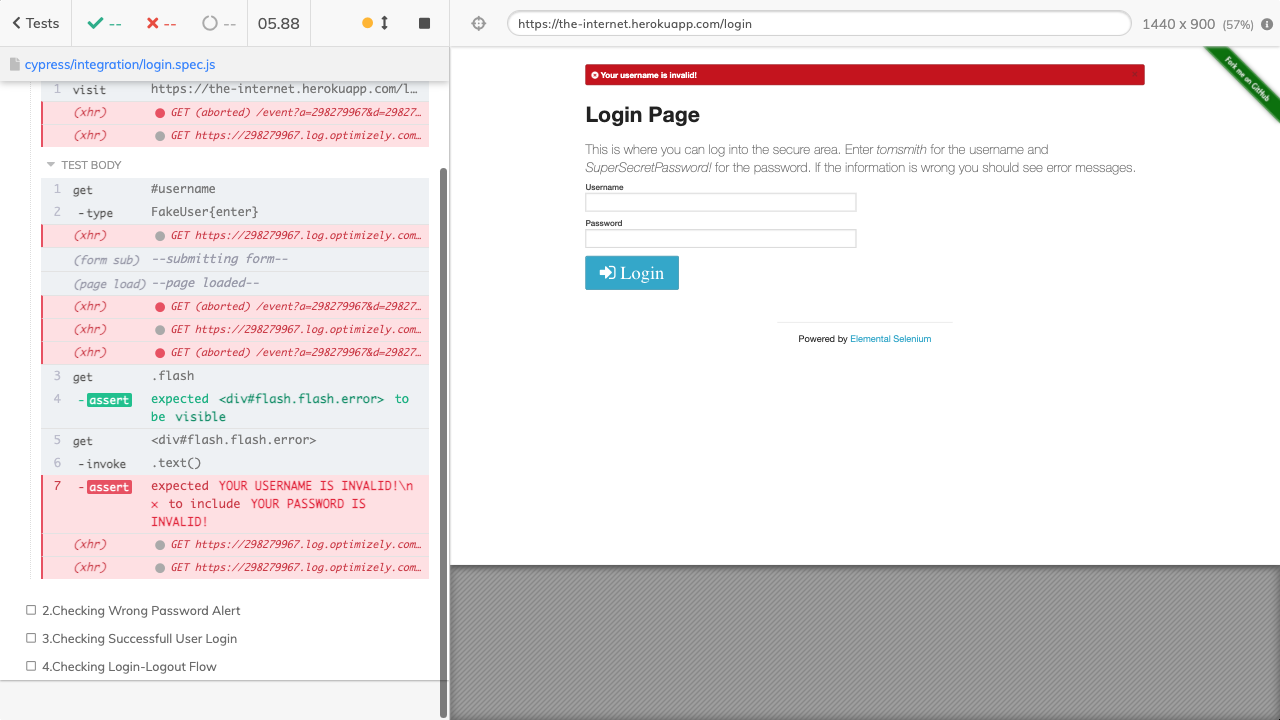 Tests
--
--
--
05.88
https://the-internet.herokuapp.com/login
1440 x 900 (57%)
cypress/integration/login.spec.js
1 visit https://the-internet.herokuapp.com/l…
(xhr) GET (aborted) /event?a=298279967&d=29827…
(xhr) GET https://298279967.log.optimizely.com…
TEST BODY
1 get #username
2 -type FakeUser{enter}
(xhr) GET https://298279967.log.optimizely.com…
(form sub) --submitting form--
(page load) --page loaded--
(xhr) GET (aborted) /event?a=298279967&d=29827…
(xhr) GET https://298279967.log.optimizely.com…
(xhr) GET (aborted) /event?a=298279967&d=29827…
3 get .flash
4 -assert expected <div#flash.flash.error> to
be visible
5 get <div#flash.flash.error>
6 -invoke .text()
7 -assert expected YOUR USERNAME IS INVALID!\n
× to include YOUR PASSWORD IS
INVALID!
(xhr) GET https://298279967.log.optimizely.com…
(xhr) GET https://298279967.log.optimizely.com…
2.Checking Wrong Password Alert
3.Checking Successfull User Login
4.Checking Login-Logout Flow
Your username is invalid!
Fork me on GitHub
Login Page
This is where you can log into the secure area. Enter tomsmith for the username and
SuperSecretPassword! for the password. If the information is wrong you should see error messages.
Username
Password
Login
Powered by Elemental Selenium